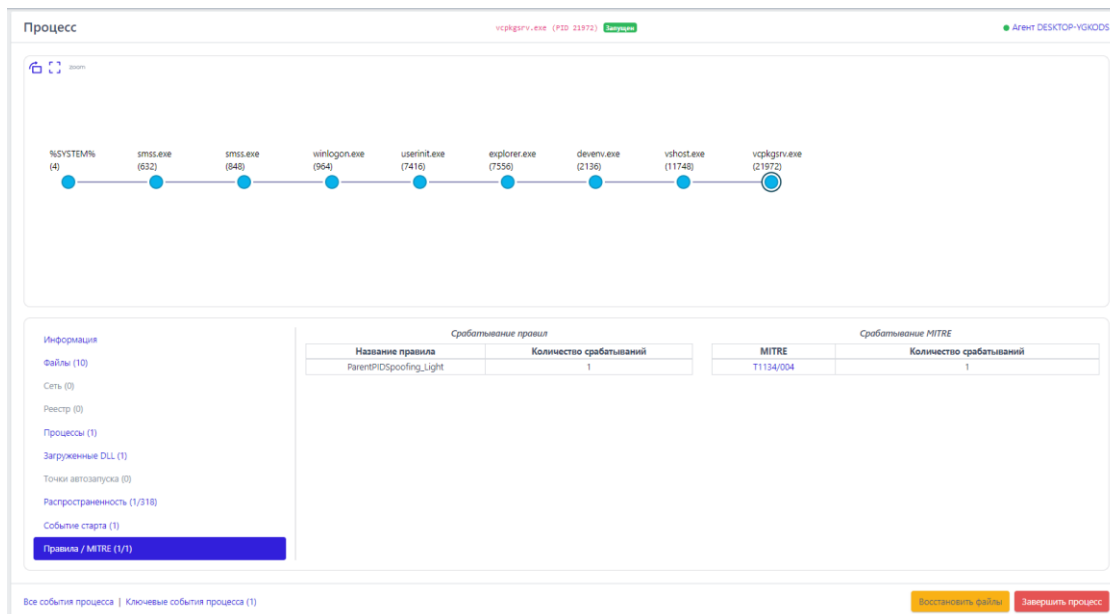 Процесс
vcpkgsrv.exe (PID 21972) Запущен
Агент DESKTOP-YGKODS
zoom
%SYSTEM% (4)
smss.exe (632)
smss.exe (848)
winlogon.exe (964)
userinit.exe (7416)
explorer.exe (7556)
devenv.exe (2136)
vshost.exe (11748)
vcpkgsrv.exe (21972)
Информация
Файлы (10)
Сеть (0)
Реестр (0)
Процессы (1)
Загруженные DLL (1)
Точки автозапуска (0)
Распространенность (1/318)
Событие старта (1)
Правила / MITRE (1/1)
Срабатывание правил
Название правила Количество срабатываний
ParentPIDSpoofing_Light 1
Срабатывание MITRE
MITRE Количество срабатываний
T1134/004 1
Все события процесса | Ключевые события процесса (1)
Восстановить файлы
Завершить процесс